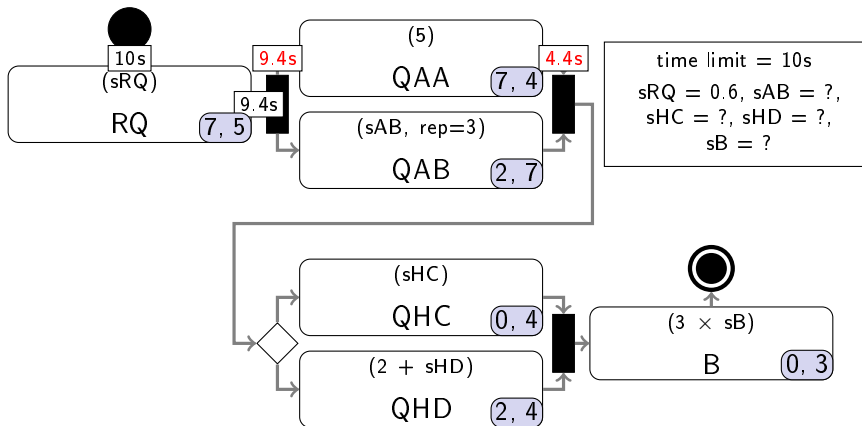 10s
(sRQ)
RQ
7, 5
9.4s
9.4s
(5)
QAA
7, 4
4.4s
(sAB, rep=3)
QAB
2, 7
time limit = 10s
sRQ = 0.6, sAB = ?,
sHC = ?, sHD = ?,
sB = ?
(sHC)
QHC
0, 4
(2 + sHD)
QHD
2, 4
(3 × sB)
B
0, 3